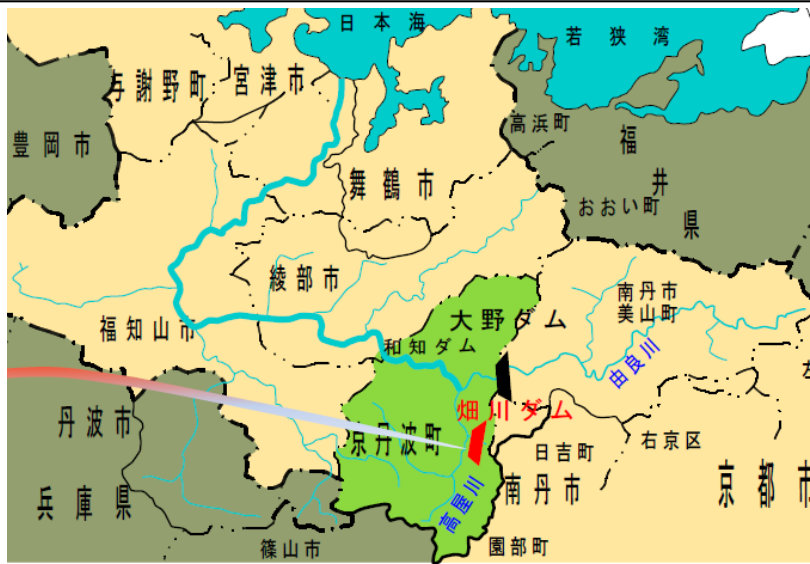 日本海
若狭湾
与謝野町
宮津市
豊岡市
高浜町
福井県
舞鶴市
おおい町
綾部市
南丹市
美山町
大野ダム
福知山市
和知ダム
由良川
畑川ダム
丹波市
京丹波町
日吉町
右京区
高屋川
南丹市
京都市
兵庫県
篠山市
園部町